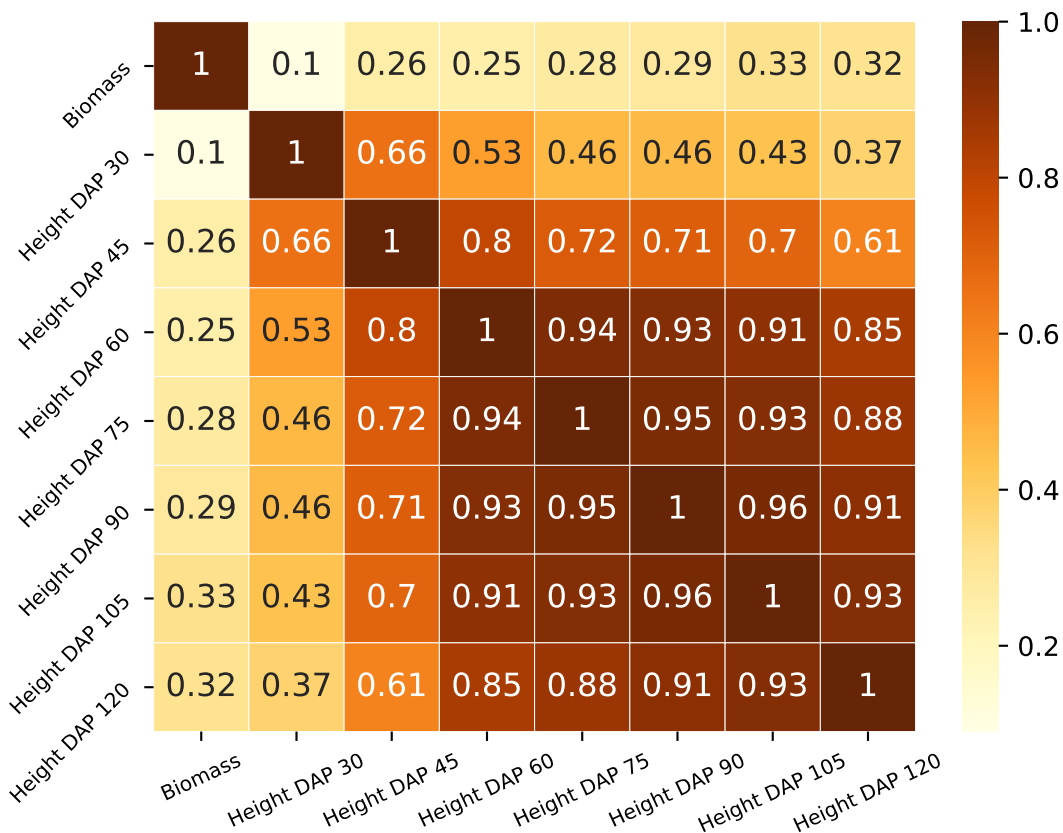 Biomass 1 0.1 0.26 0.25 0.28 0.29 0.33 0.32
Height DAP 30 0.1 1 0.66 0.53 0.46 0.46 0.43 0.37
Height DAP 45 0.26 0.66 1 0.8 0.72 0.71 0.7 0.61
Height DAP 60 0.25 0.53 0.8 1 0.94 0.93 0.91 0.85
Height DAP 75 0.28 0.46 0.72 0.94 1 0.95 0.93 0.88
Height DAP 90 0.29 0.46 0.71 0.93 0.95 1 0.96 0.91
Height DAP 105 0.33 0.43 0.7 0.91 0.93 0.96 1 0.93
Height DAP 120 0.32 0.37 0.61 0.85 0.88 0.91 0.93 1
Biomass
Height DAP 30
Height DAP 45
Height DAP 60
Height DAP 75
Height DAP 90
Height DAP 105
Height DAP 120
1.0
0.8
0.6
0.4
0.2